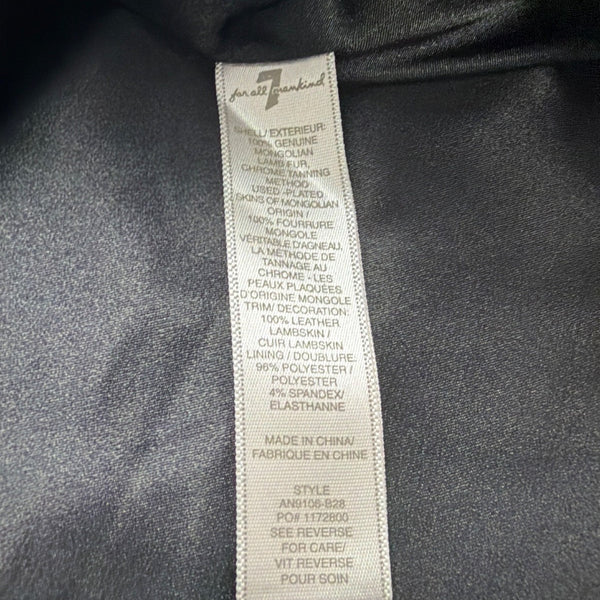 7
for all mankind
SHELL/ EXTERIEUR:
100% GENUINE
MONGOLIAN
LAMB FUR,
CHROME TANNING
METHOD
USED -PLATED
SKINS OF MONGOLIAN
ORIGIN /
100% FOURRURE
MONGOLE
VÉRITABLE D'AGNEAU,
LA MÉTHODE DE
TANNAGE AU
CHROME - LES
PEAUX PLAQUÉES
D'ORIGINE MONGOLE
TRIM/ DECORATION:
100% LEATHER
LAMBSKIN /
CUIR LAMBSKIN
LINING / DOUBLURE:
96% POLYESTER /
POLYESTER
4% SPANDEX/
ELASTHANNE
MADE IN CHINA/
FABRIQUE EN CHINE
STYLE
AN9106-B28
PO# 1172800
SEE REVERSE
FOR CARE/
VIT REVERSE
POUR SOIN